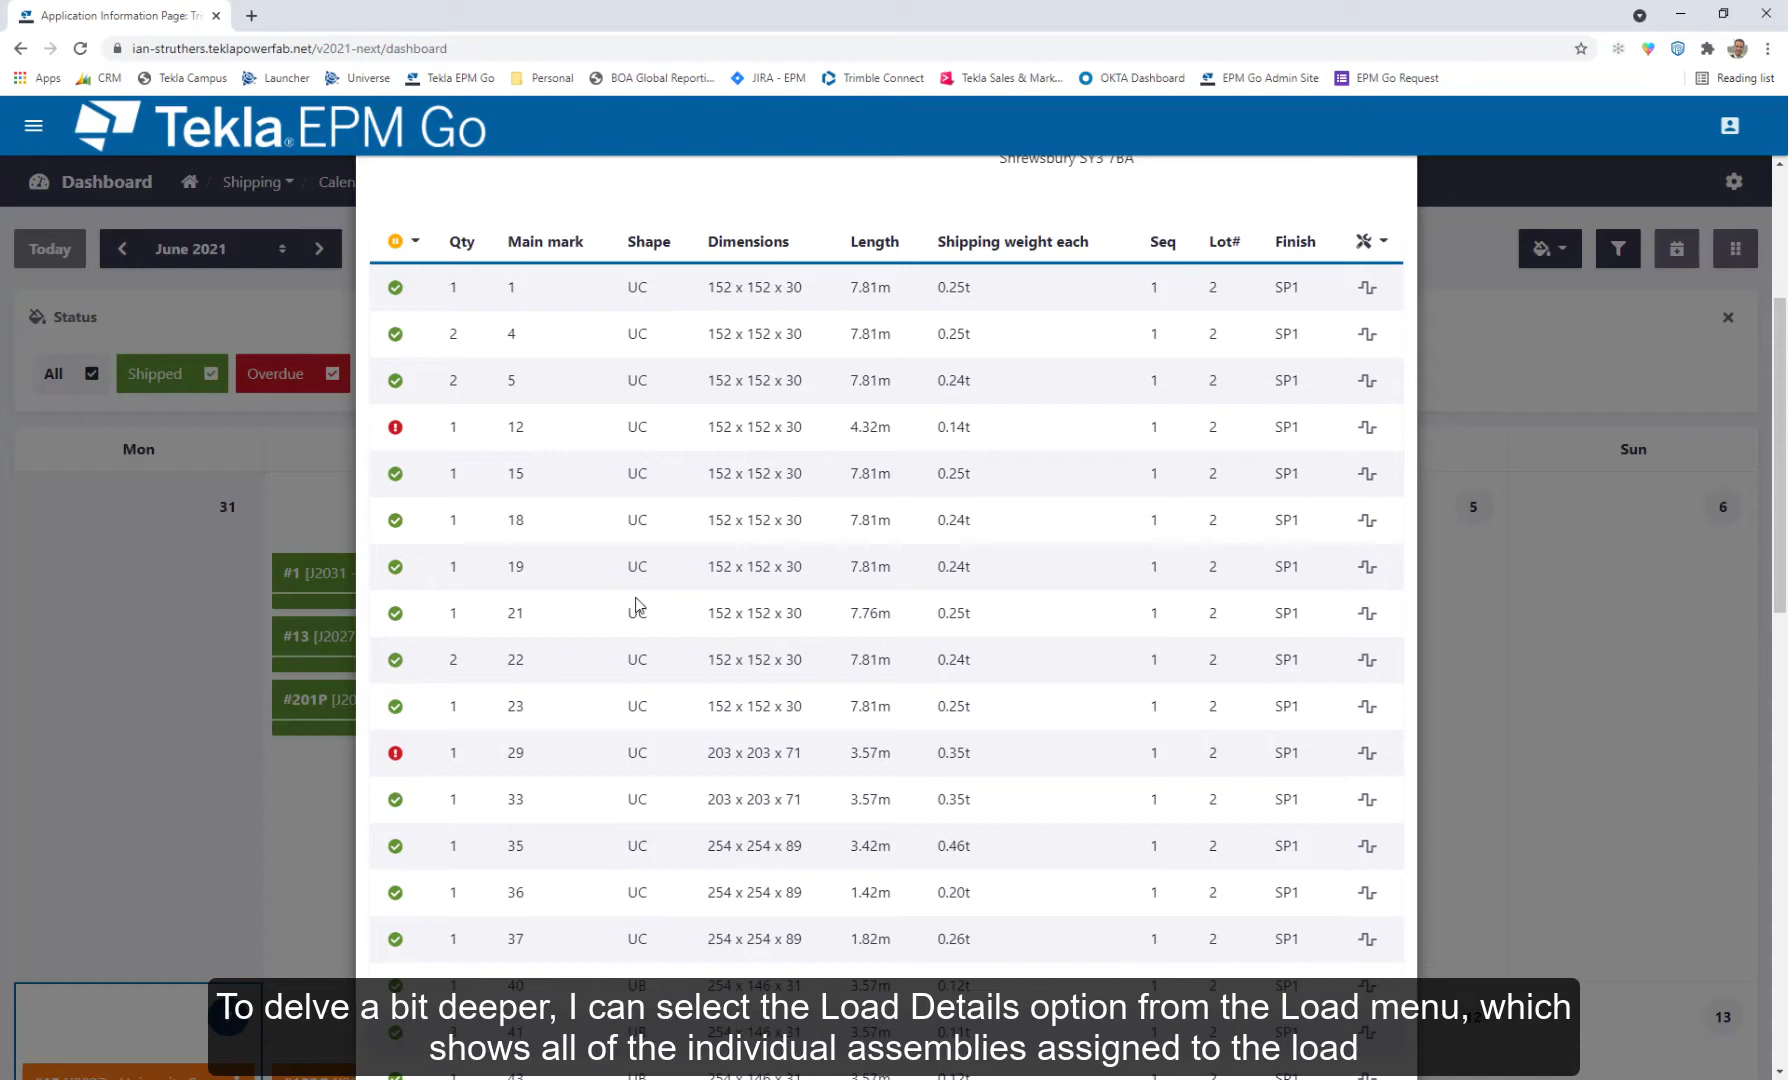 Application Information Page: Tr
ian-struthers.teklapowerfab.net/v2021-next/dashboard
Apps CRM Tekla Campus Launcher Universe Tekla EPM Go Personal BOA Global Reporti... JIRA - EPM Trimble Connect Tekla Sales & Mark... OKTA Dashboard EPM Go Admin Site EPM Go Request Reading list
Tekla® EPM Go
Shrewsbury SY3 7BA
Dashboard / Shipping / Calen
Today June 2021
Qty Main mark Shape Dimensions Length Shipping weight each Seq Lot# Finish
1 1 UC 152 x 152 x 30 7.81m 0.25t 1 2 SP1
Status
2 4 UC 152 x 152 x 30 7.81m 0.25t 1 2 SP1
All Shipped Overdue
2 5 UC 152 x 152 x 30 7.81m 0.24t 1 2 SP1
1 12 UC 152 x 152 x 30 4.32m 0.14t 1 2 SP1
Mon Sun
1 15 UC 152 x 152 x 30 7.81m 0.25t 1 2 SP1
31 5 6
1 18 UC 152 x 152 x 30 7.81m 0.24t 1 2 SP1
1 19 UC 152 x 152 x 30 7.81m 0.24t 1 2 SP1
#1 [J2031 -
1 21 UC 152 x 152 x 30 7.76m 0.25t 1 2 SP1
#13 [J2027
2 22 UC 152 x 152 x 30 7.81m 0.24t 1 2 SP1
#201P [J20
1 23 UC 152 x 152 x 30 7.81m 0.25t 1 2 SP1
1 29 UC 203 x 203 x 71 3.57m 0.35t 1 2 SP1
1 33 UC 203 x 203 x 71 3.57m 0.35t 1 2 SP1
1 35 UC 254 x 254 x 89 3.42m 0.46t 1 2 SP1
1 36 UC 254 x 254 x 89 1.42m 0.20t 1 2 SP1
1 37 UC 254 x 254 x 89 1.82m 0.26t 1 2 SP1
40 UB 254 x 146 x 31 3.57m 0.12t
To delve a bit deeper, I can select the Load Details option from the Load menu, which
12 13
shows all of the individual assemblies assigned to the load